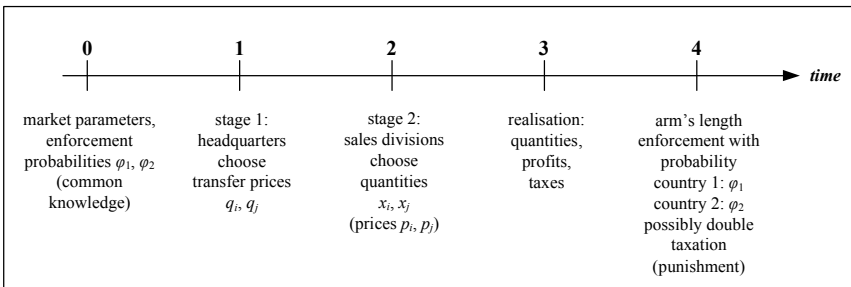 0 1 2 3 4
time
market parameters,
enforcement
probabilities φ1, φ2
(common
knowledge)
stage 1:
headquarters
choose
transfer prices
qi, qj
stage 2:
sales divisions
choose
quantities
xi, xj
(prices pi, pj)
realisation:
quantities,
profits,
taxes
arm's length
enforcement with
probability
country 1: φ1
country 2: φ2
possibly double
taxation
(punishment)